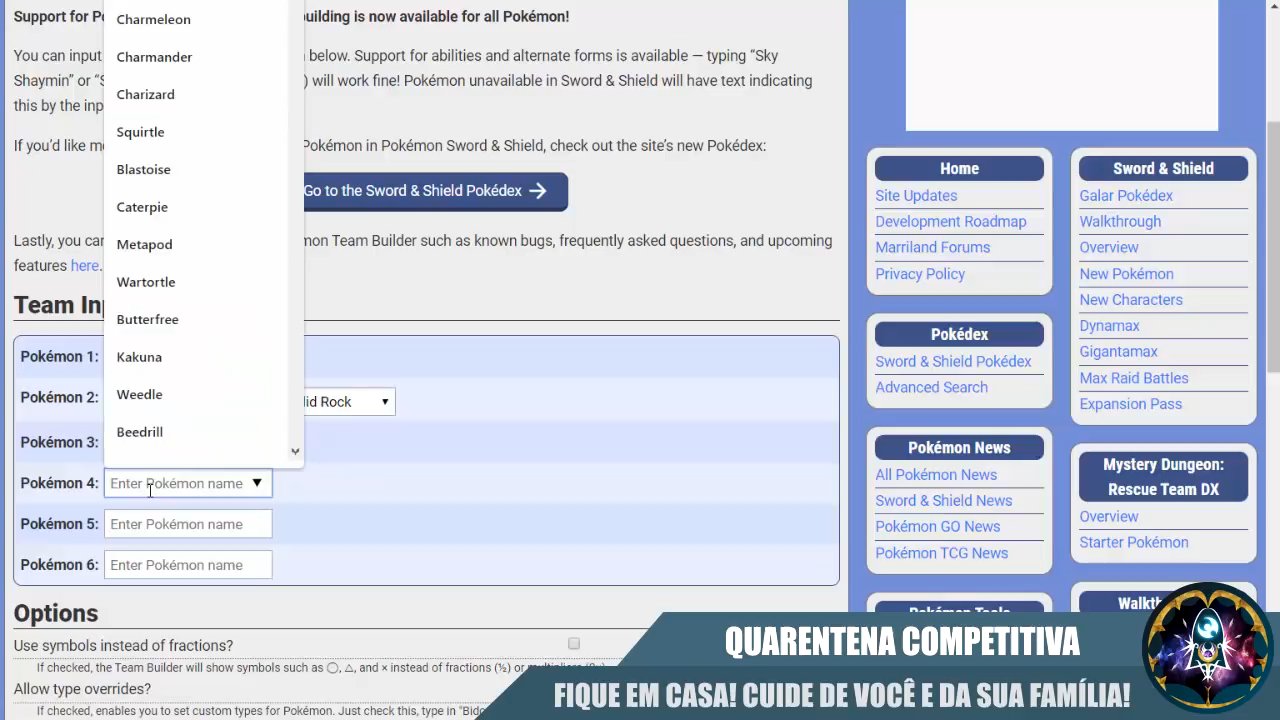 Support for P
building is now available for all Pokémon!
You can input
below. Support for abilities and alternate forms is available — typing “Sky
Shaymin” or “S
) will work fine! Pokémon unavailable in Sword & Shield will have text indicating
this by the inp
If you'd like m
Pokémon in Pokémon Sword & Shield, check out the site's new Pokédex:
Go to the Sword & Shield Pokédex →
Lastly, you can
mon Team Builder such as known bugs, frequently asked questions, and upcoming
features here.
Charmeleon
Charmander
Charizard
Squirtle
Blastoise
Caterpie
Metapod
Wartortle
Butterfree
Kakuna
Weedle
Beedrill
Team Inp
Pokémon 1:
Pokémon 2:
lid Rock
Pokémon 3:
Pokémon 4: Enter Pokémon name
Pokémon 5: Enter Pokémon name
Pokémon 6: Enter Pokémon name
Options
Use symbols instead of fractions?
If checked, the Team Builder will show symbols such as ◯, △, and × instead of fractions (½) or
Allow type overrides?
If checked, enables you to set custom types for Pokémon. Just check this, type in "Bid
Home
Site Updates
Development Roadmap
Marriland Forums
Privacy Policy
Pokédex
Sword & Shield Pokédex
Advanced Search
Pokémon News
All Pokémon News
Sword & Shield News
Pokémon GO News
Pokémon TCG News
Pokémon Tools
Sword & Shield
Galar Pokédex
Walkthrough
Overview
New Pokémon
New Characters
Dynamax
Gigantamax
Max Raid Battles
Expansion Pass
Mystery Dungeon:
Rescue Team DX
Overview
Starter Pokémon
Walkth
QUARENTENA COMPETITIVA
FIQUE EM CASA! CUIDE DE VOCÊ E DA SUA FAMÍLIA!